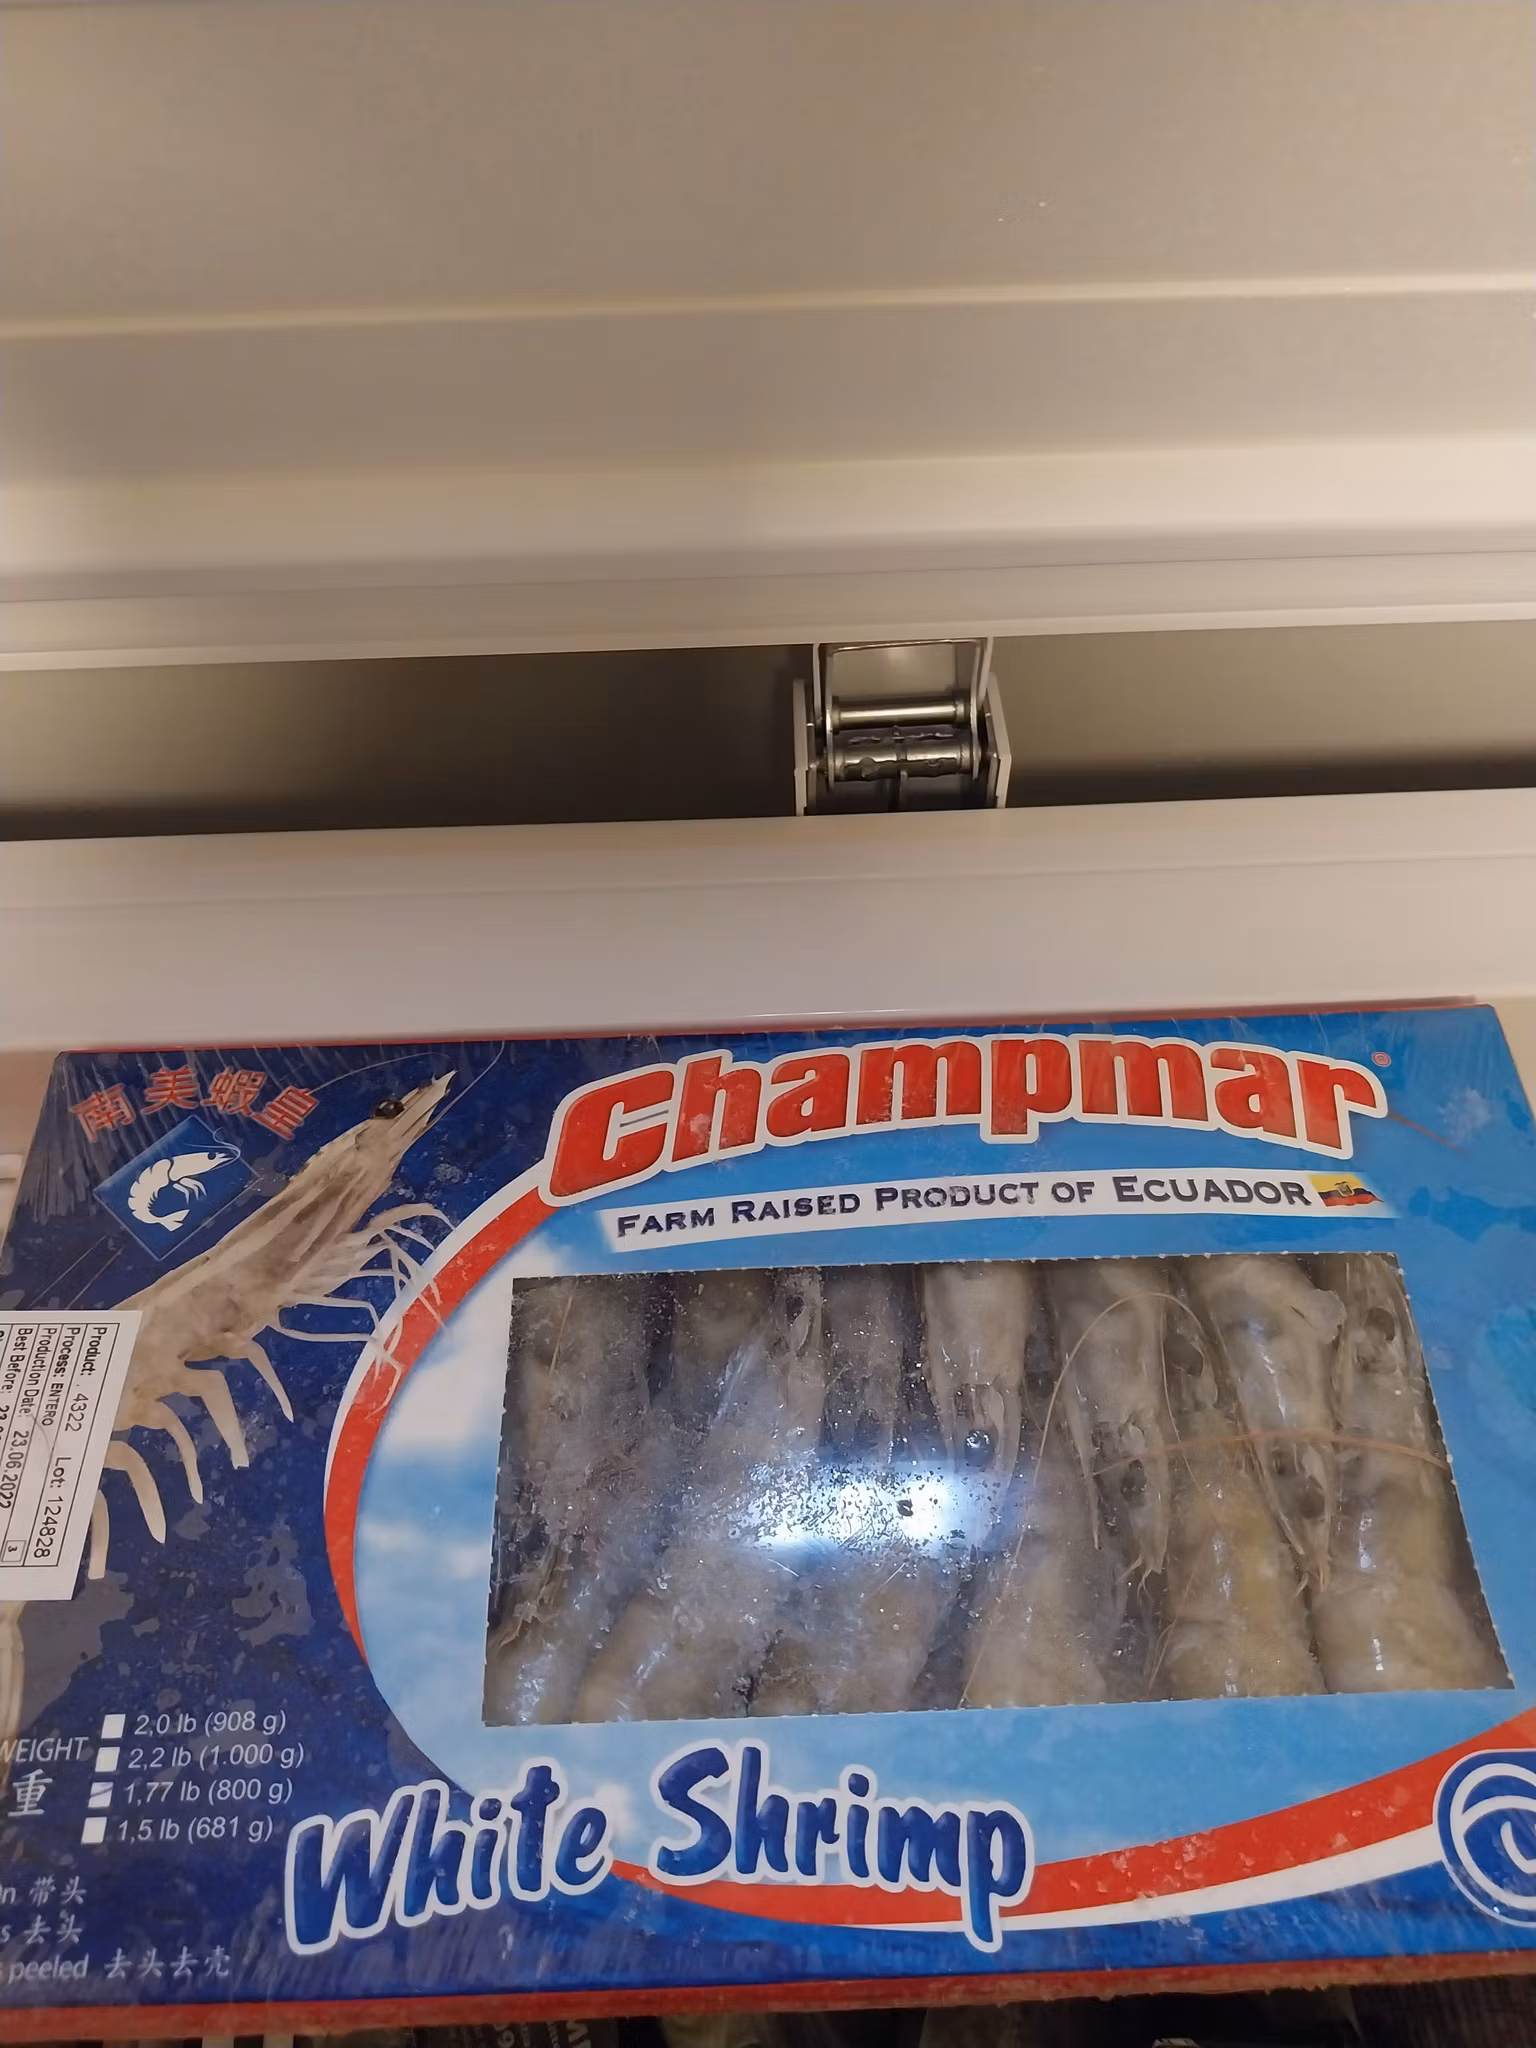 南美蝦皇
Champmar®
FARM RAISED PRODUCT OF ECUADOR
Product: 4322 Lot: 124828
Process: ENTERO
Production Date: 23.06.2022
3
Best Before:
WEIGHT
重
2,0 lb (908 g)
2,2 lb (1.000 g)
1,77 lb (800 g)
1,5 lb (681 g)
White Shrimp
带头
去头
peeled 去头去壳